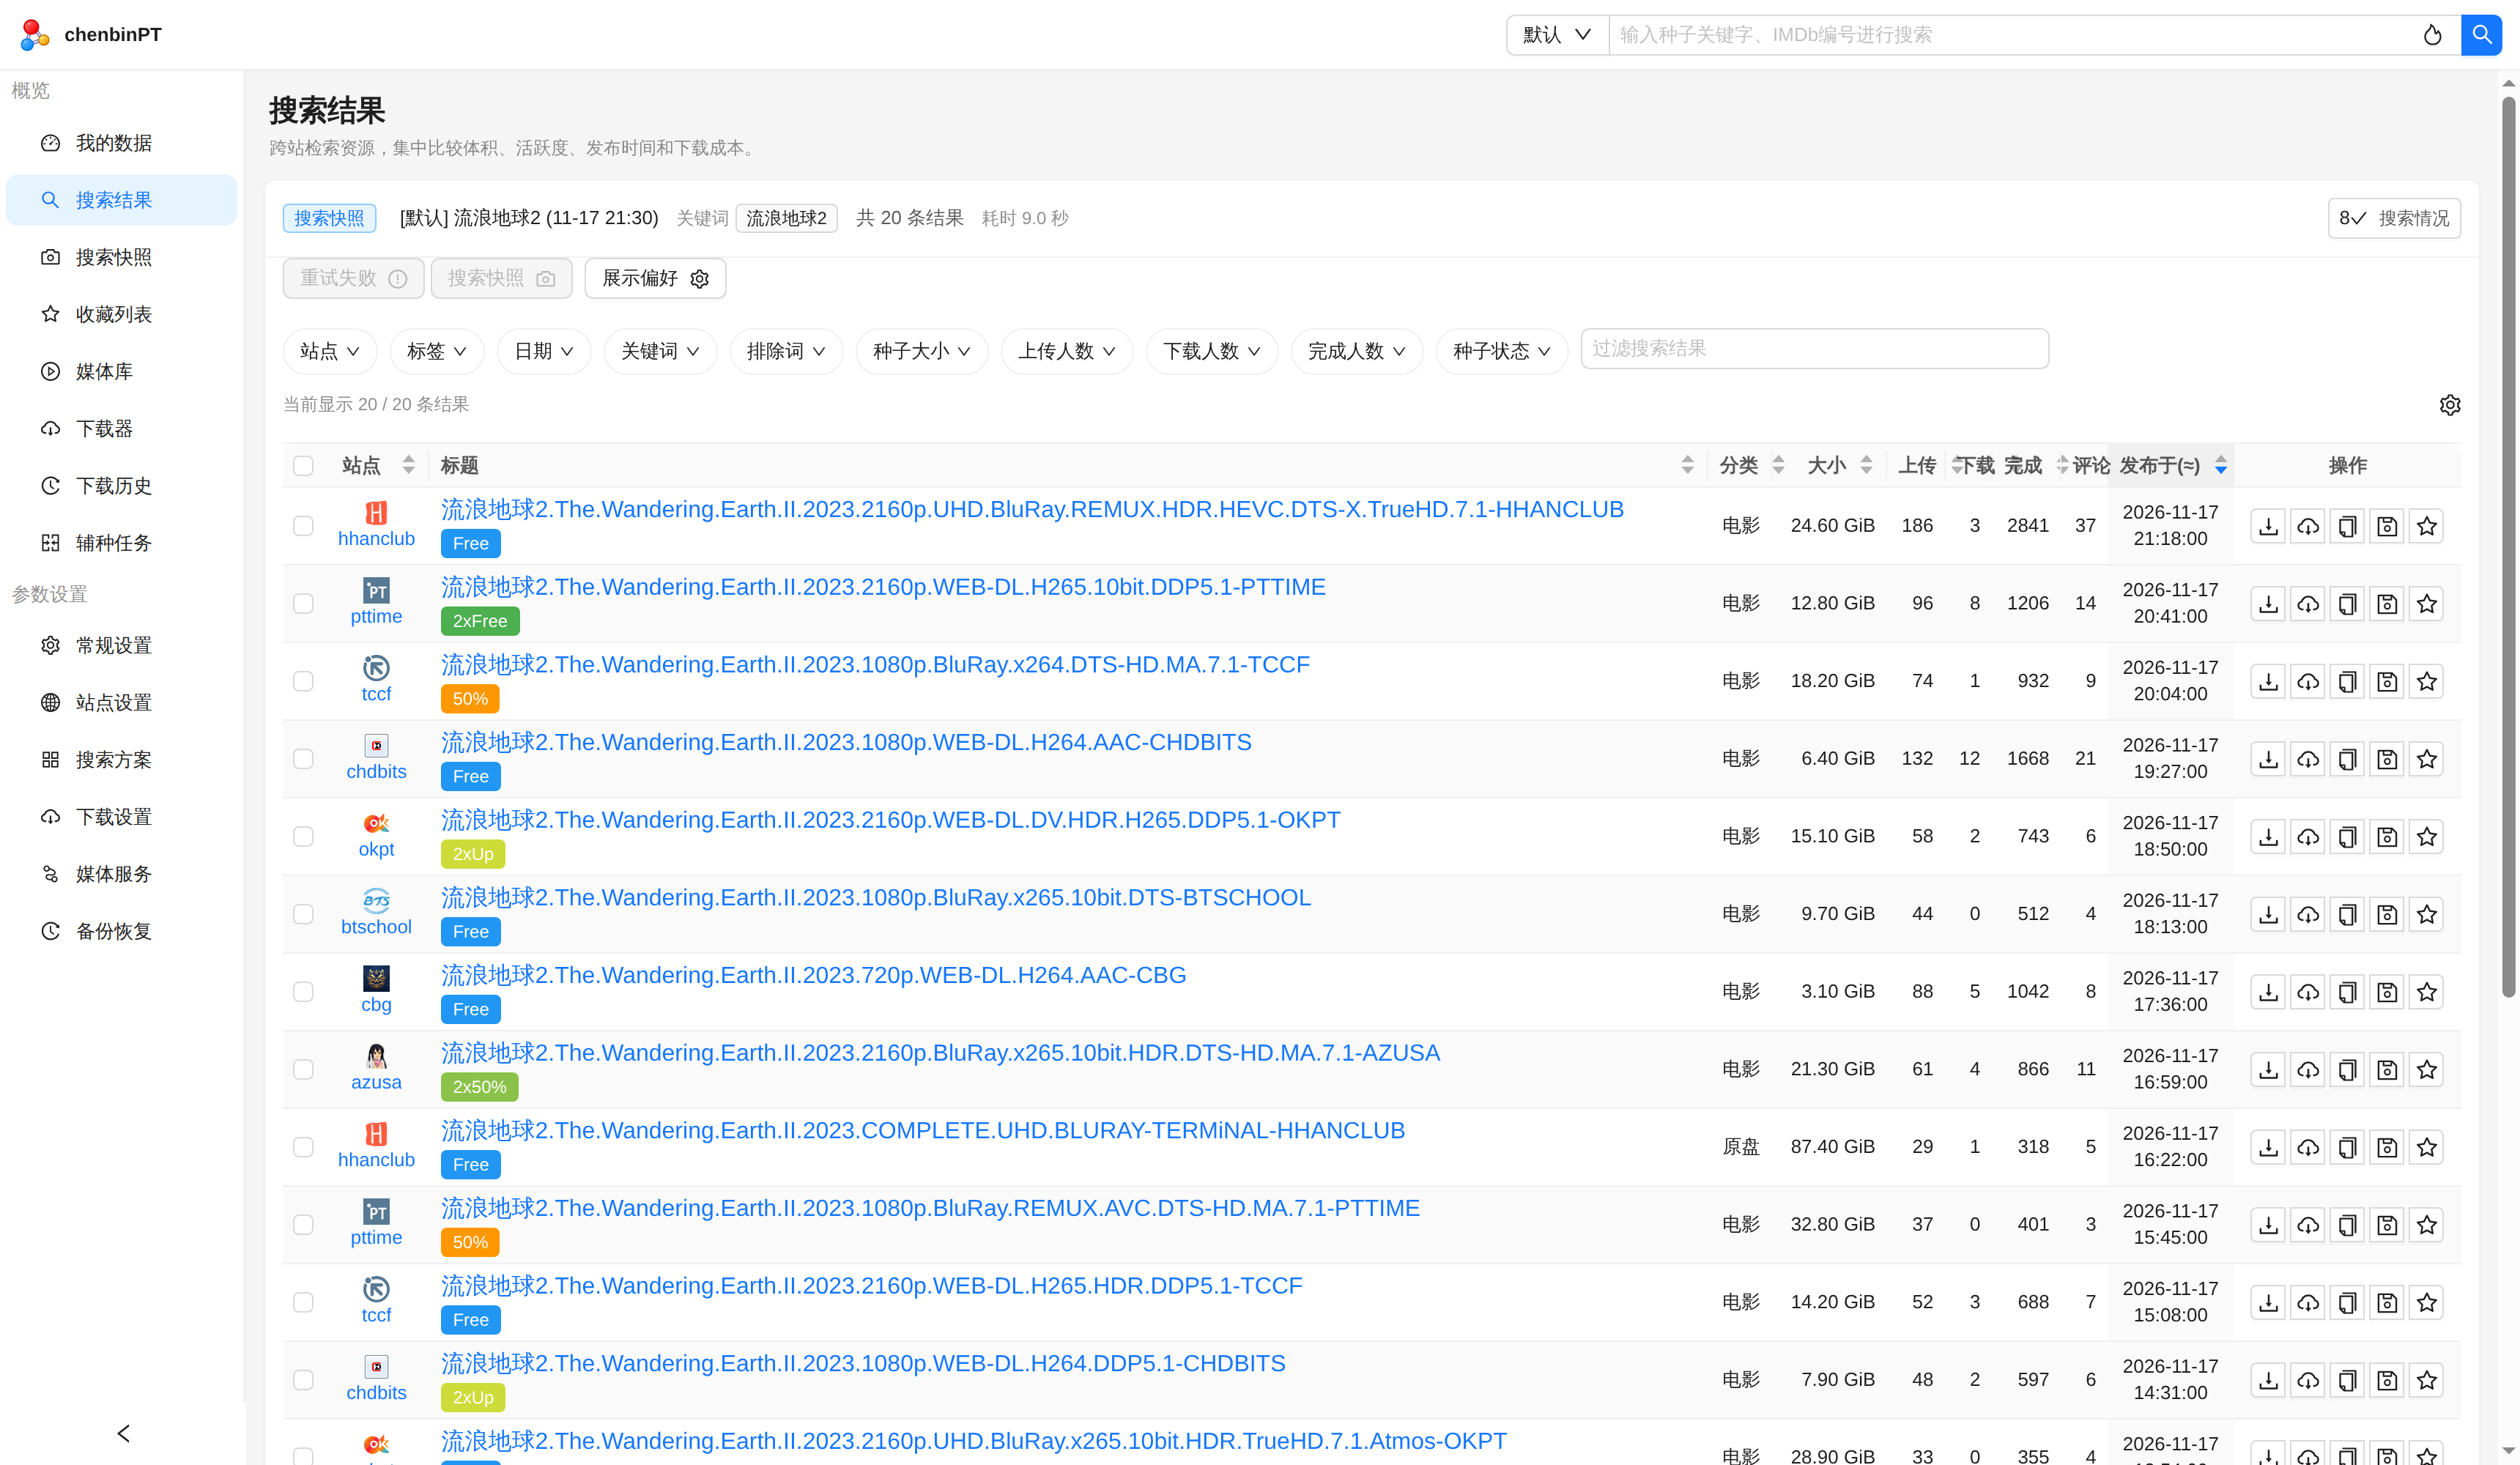 chenbinPT
默认
输入种子关键字、IMDb编号进行搜索
概览
我的数据
搜索结果
搜索快照
收藏列表
媒体库
下载器
下载历史
辅种任务
参数设置
常规设置
站点设置
搜索方案
下载设置
媒体服务
备份恢复
搜索结果
跨站检索资源，集中比较体积、活跃度、发布时间和下载成本。
搜索快照 [默认] 流浪地球2 (11-17 21:30) 关键词 流浪地球2 共 20 条结果 耗时 9.0 秒 8 搜索情况
重试失败 搜索快照 展示偏好
站点 标签 日期 关键词 排除词 种子大小 上传人数 下载人数 完成人数 种子状态 过滤搜索结果
当前显示 20 / 20 条结果
站点 标题 分类 大小 上传 下载 完成 评论 发布于(≈) 操作
H
hhanclub
流浪地球2.The.Wandering.Earth.II.2023.2160p.UHD.BluRay.REMUX.HDR.HEVC.DTS-X.TrueHD.7.1-HHANCLUB
Free
电影 24.60 GiB 186 3 2841 37 2026-11-17
21:18:00
PT
pttime
流浪地球2.The.Wandering.Earth.II.2023.2160p.WEB-DL.H265.10bit.DDP5.1-PTTIME
2xFree
电影 12.80 GiB 96 8 1206 14 2026-11-17
20:41:00
tccf
流浪地球2.The.Wandering.Earth.II.2023.1080p.BluRay.x264.DTS-HD.MA.7.1-TCCF
50%
电影 18.20 GiB 74 1 932 9 2026-11-17
20:04:00
chdbits
流浪地球2.The.Wandering.Earth.II.2023.1080p.WEB-DL.H264.AAC-CHDBITS
Free
电影 6.40 GiB 132 12 1668 21 2026-11-17
19:27:00
OK
okpt
流浪地球2.The.Wandering.Earth.II.2023.2160p.WEB-DL.DV.HDR.H265.DDP5.1-OKPT
2xUp
电影 15.10 GiB 58 2 743 6 2026-11-17
18:50:00
BTS
btschool
流浪地球2.The.Wandering.Earth.II.2023.1080p.BluRay.x265.10bit.DTS-BTSCHOOL
Free
电影 9.70 GiB 44 0 512 4 2026-11-17
18:13:00
cbg
流浪地球2.The.Wandering.Earth.II.2023.720p.WEB-DL.H264.AAC-CBG
Free
电影 3.10 GiB 88 5 1042 8 2026-11-17
17:36:00
azusa
流浪地球2.The.Wandering.Earth.II.2023.2160p.BluRay.x265.10bit.HDR.DTS-HD.MA.7.1-AZUSA
2x50%
电影 21.30 GiB 61 4 866 11 2026-11-17
16:59:00
H
hhanclub
流浪地球2.The.Wandering.Earth.II.2023.COMPLETE.UHD.BLURAY-TERMiNAL-HHANCLUB
Free
原盘 87.40 GiB 29 1 318 5 2026-11-17
16:22:00
PT
pttime
流浪地球2.The.Wandering.Earth.II.2023.1080p.BluRay.REMUX.AVC.DTS-HD.MA.7.1-PTTIME
50%
电影 32.80 GiB 37 0 401 3 2026-11-17
15:45:00
tccf
流浪地球2.The.Wandering.Earth.II.2023.2160p.WEB-DL.H265.HDR.DDP5.1-TCCF
Free
电影 14.20 GiB 52 3 688 7 2026-11-17
15:08:00
chdbits
流浪地球2.The.Wandering.Earth.II.2023.1080p.WEB-DL.H264.DDP5.1-CHDBITS
2xUp
电影 7.90 GiB 48 2 597 6 2026-11-17
14:31:00
OK
流浪地球2.The.Wandering.Earth.II.2023.2160p.UHD.BluRay.x265.10bit.HDR.TrueHD.7.1.Atmos-OKPT
电影 28.90 GiB 33 0 355 4 2026-11-17